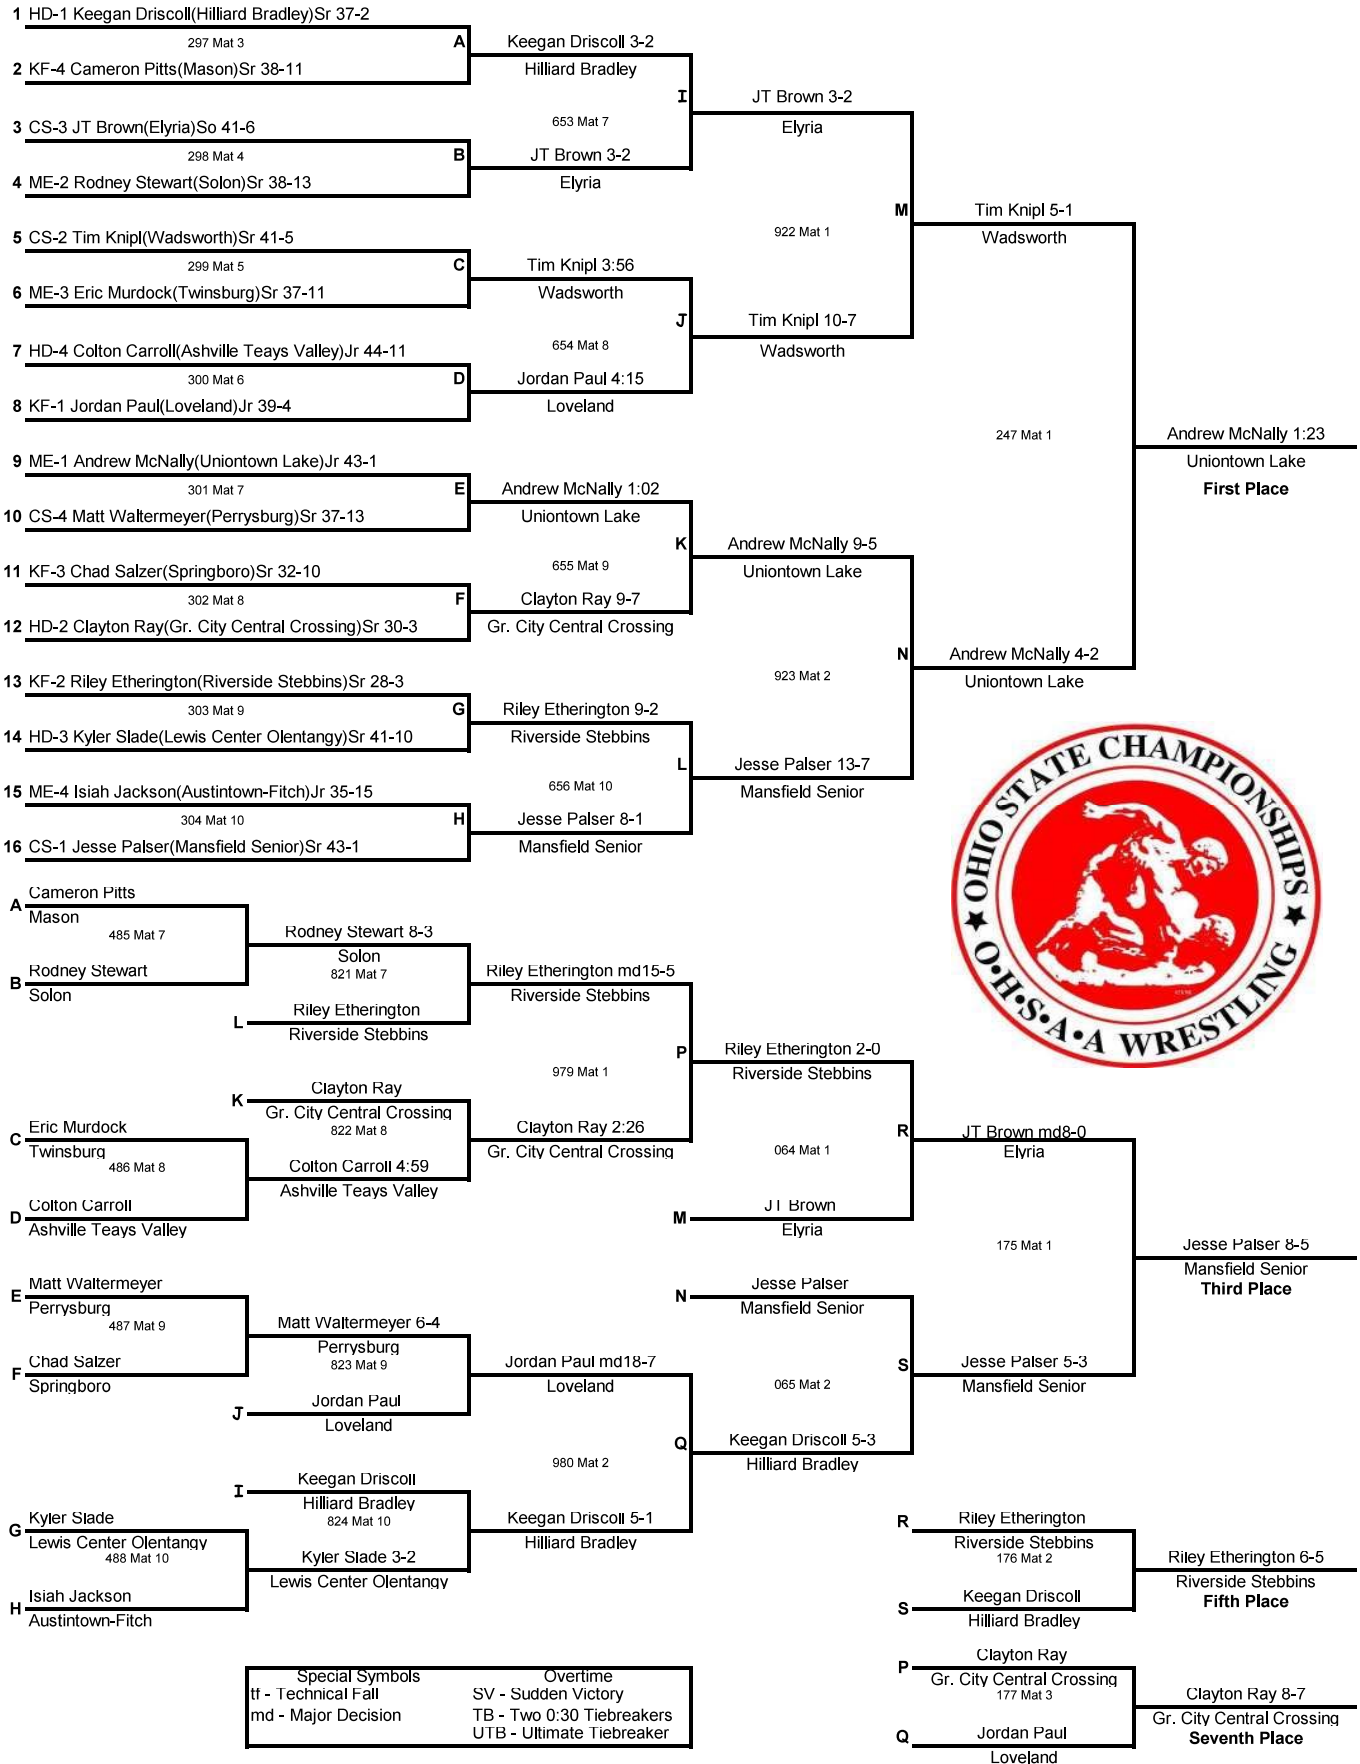 1 HD-1 Keegan Driscoll(Hilliard Bradley)Sr 37-2
297 Mat 3
A
2 KF-4 Cameron Pitts(Mason)Sr 38-11
Keegan Driscoll 3-2
Hilliard Bradley
I
653 Mat 7
3 CS-3 JT Brown(Elyria)So 41-6
298 Mat 4
B
4 ME-2 Rodney Stewart(Solon)Sr 38-13
JT Brown 3-2
Elyria
JT Brown 3-2
Elyria
M
922 Mat 1
5 CS-2 Tim Knipl(Wadsworth)Sr 41-5
299 Mat 5
C
6 ME-3 Eric Murdock(Twinsburg)Sr 37-11
Tim Knipl 3:56
Wadsworth
J
654 Mat 8
7 HD-4 Colton Carroll(Ashville Teays Valley)Jr 44-11
300 Mat 6
D
8 KF-1 Jordan Paul(Loveland)Jr 39-4
Jordan Paul 4:15
Loveland
Tim Knipl 10-7
Wadsworth
Tim Knipl 5-1
Wadsworth
247 Mat 1
Andrew McNally 1:23
Uniontown Lake
First Place
9 ME-1 Andrew McNally(Uniontown Lake)Jr 43-1
301 Mat 7
E
10 CS-4 Matt Waltermeyer(Perrysburg)Sr 37-13
Andrew McNally 1:02
Uniontown Lake
K
655 Mat 9
11 KF-3 Chad Salzer(Springboro)Sr 32-10
302 Mat 8
F
12 HD-2 Clayton Ray(Gr. City Central Crossing)Sr 30-3
Clayton Ray 9-7
Gr. City Central Crossing
Andrew McNally 9-5
Uniontown Lake
N
923 Mat 2
Andrew McNally 4-2
Uniontown Lake
13 KF-2 Riley Etherington(Riverside Stebbins)Sr 28-3
303 Mat 9
G
14 HD-3 Kyler Slade(Lewis Center Olentangy)Sr 41-10
Riley Etherington 9-2
Riverside Stebbins
L
656 Mat 10
15 ME-4 Isiah Jackson(Austintown-Fitch)Jr 35-15
304 Mat 10
H
16 CS-1 Jesse Palser(Mansfield Senior)Sr 43-1
Jesse Palser 8-1
Mansfield Senior
Jesse Palser 13-7
Mansfield Senior
OHIO STATE CHAMPIONSHIPS
O•H•S•A•A WRESTLING
A Cameron Pitts
Mason
485 Mat 7
B Rodney Stewart
Solon
Rodney Stewart 8-3
Solon
821 Mat 7
L Riley Etherington
Riverside Stebbins
Riley Etherington md15-5
Riverside Stebbins
P
979 Mat 1
K Clayton Ray
Gr. City Central Crossing
822 Mat 8
C Eric Murdock
Twinsburg
486 Mat 8
D Colton Carroll
Ashville Teays Valley
Colton Carroll 4:59
Ashville Teays Valley
Clayton Ray 2:26
Gr. City Central Crossing
Riley Etherington 2-0
Riverside Stebbins
R
064 Mat 1
M JT Brown
Elyria
JT Brown md8-0
Elyria
175 Mat 1
Jesse Palser 8-5
Mansfield Senior
Third Place
E Matt Waltermeyer
Perrysburg
487 Mat 9
F Chad Salzer
Springboro
Matt Waltermeyer 6-4
Perrysburg
823 Mat 9
J Jordan Paul
Loveland
Jordan Paul md18-7
Loveland
N Jesse Palser
Mansfield Senior
S
065 Mat 2
Jesse Palser 5-3
Mansfield Senior
Q
980 Mat 2
Keegan Driscoll 5-3
Hilliard Bradley
I Keegan Driscoll
Hilliard Bradley
824 Mat 10
G Kyler Slade
Lewis Center Olentangy
488 Mat 10
H Isiah Jackson
Austintown-Fitch
Kyler Slade 3-2
Lewis Center Olentangy
Keegan Driscoll 5-1
Hilliard Bradley
R Riley Etherington
Riverside Stebbins
176 Mat 2
S Keegan Driscoll
Hilliard Bradley
Riley Etherington 6-5
Riverside Stebbins
Fifth Place
P Clayton Ray
Gr. City Central Crossing
177 Mat 3
Q Jordan Paul
Loveland
Clayton Ray 8-7
Gr. City Central Crossing
Seventh Place
Special Symbols
tf - Technical Fall
md - Major Decision
Overtime
SV - Sudden Victory
TB - Two 0:30 Tiebreakers
UTB - Ultimate Tiebreaker